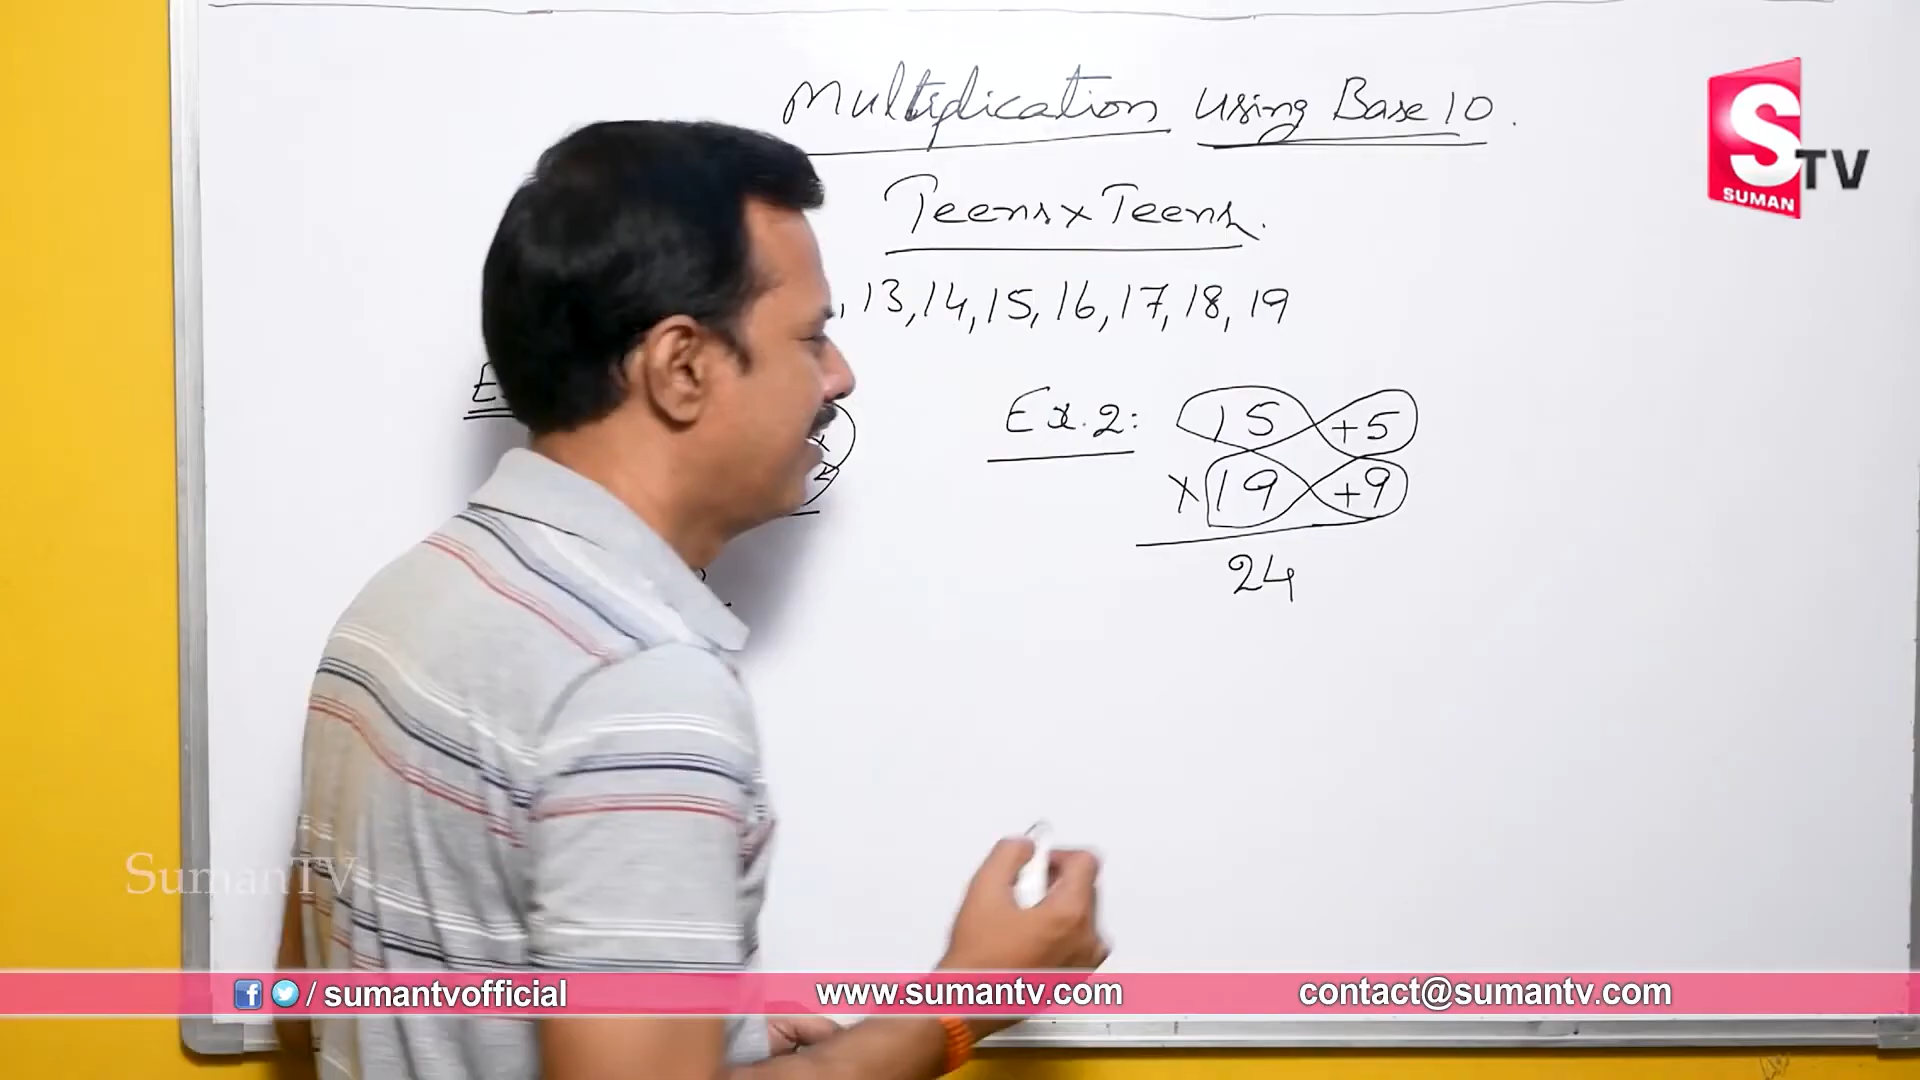 Multiplication Using Base 10.
S TV
SUMAN
Teens x Teens.
, 13, 14, 15, 16, 17, 18, 19
Ex.2: 15 +5
x 19 +9
24
SumanTV
/ sumantvofficial www.sumantv.com contact@sumantv.com